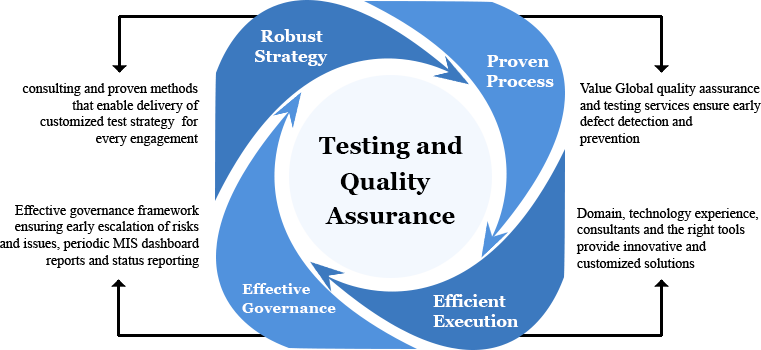 Robust
Strategy
consulting and proven methods
that enable delivery of
customized test strategy for
every engagement
Proven
Process
Value Global quality aassurance
and testing services ensure early
defect detection and
prevention
Testing and
Quality
Assurance
Effective governance framework
ensuring early escalation of risks
and issues, periodic MIS dashboard
reports and status reporting
Effective
Governance
Domain, technology experience,
consultants and the right tools
provide innovative and
customized solutions
Efficient
Execution